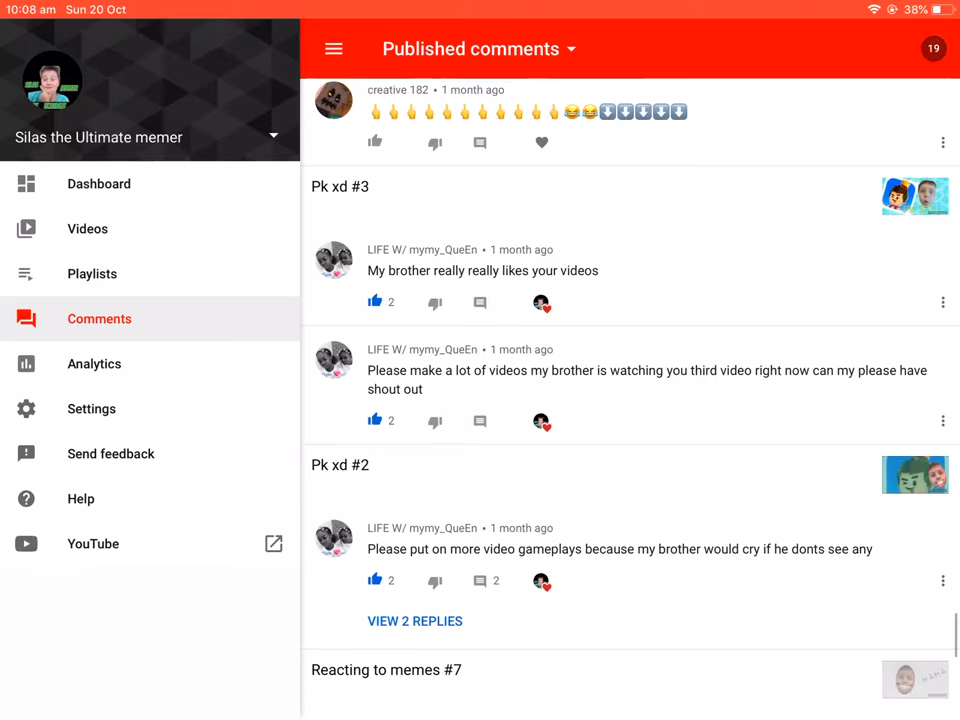 10:08 am Sun 20 Oct 38%
Silas the Ultimate memer
Dashboard
Videos
Playlists
Comments
Analytics
Settings
Send feedback
Help
YouTube
Published comments 19
creative 182 • 1 month ago
👆👆👆👆👆👆👆👆👆👆👆😂😂⬇️⬇️⬇️⬇️⬇️
Pk xd #3
LIFE W/ mymy_QueEn • 1 month ago
My brother really really likes your videos
2
LIFE W/ mymy_QueEn • 1 month ago
Please make a lot of videos my brother is watching you third video right now can my please have
shout out
2
Pk xd #2
LIFE W/ mymy_QueEn • 1 month ago
Please put on more video gameplays because my brother would cry if he donts see any
2 2
VIEW 2 REPLIES
Reacting to memes #7